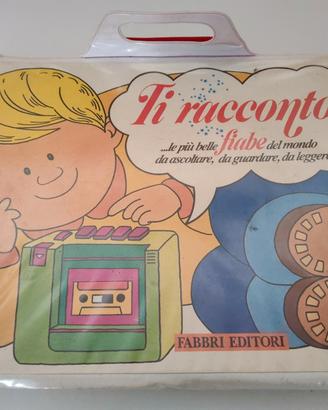 Ti racconto
...le più belle fiabe del mondo
da ascoltare, da guardare, da leggere
FABBRI EDITORI